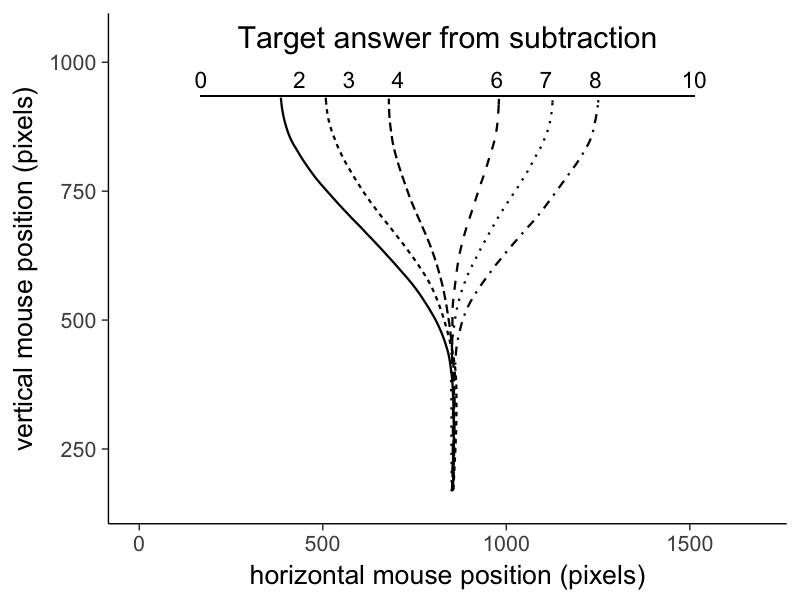 Target answer from subtraction
0 2 3 4 6 7 8 10
1000
750
500
250
vertical mouse position (pixels)
0 500 1000 1500
horizontal mouse position (pixels)